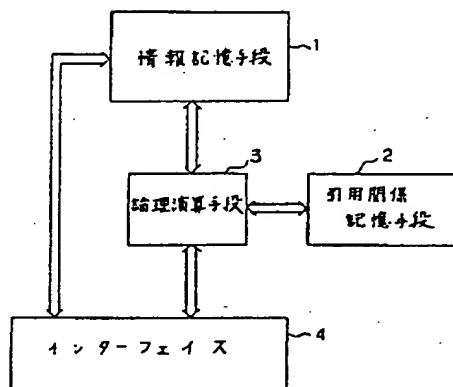 情報記憶手段
1
3
論理演算手段
2
引用関係
記憶手段
インターフェイス
4